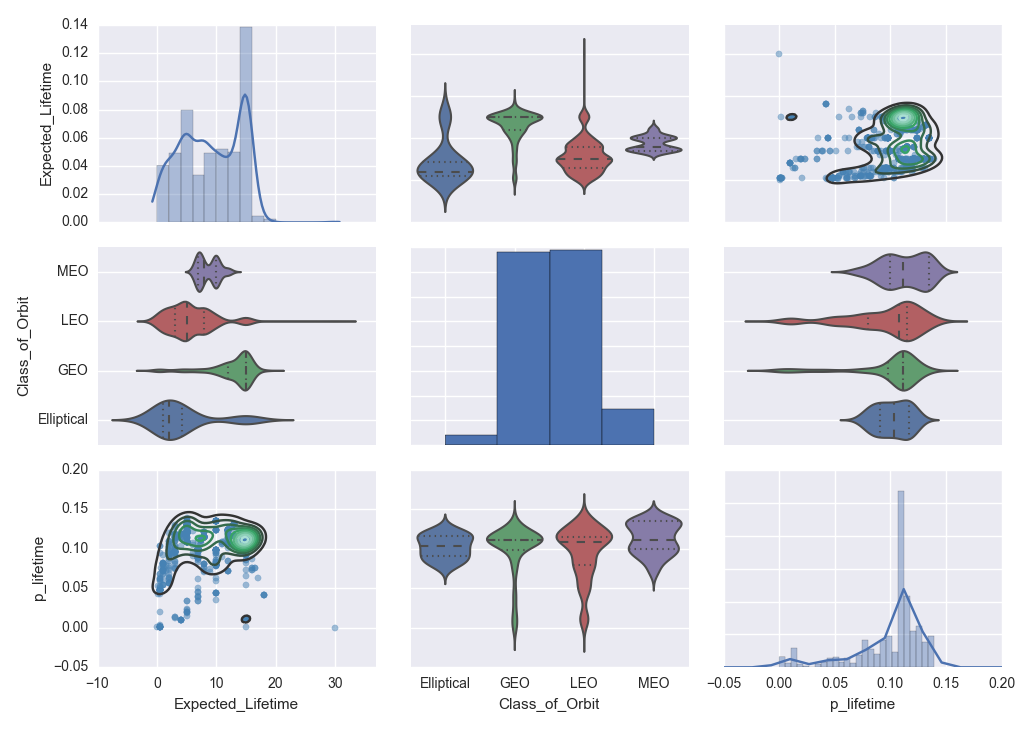 0.14
0.12
0.10
0.08
0.06
0.04
0.02
0.00
Expected_Lifetime
MEO
LEO
GEO
Elliptical
Class_of_Orbit
0.20
0.15
0.10
0.05
0.00
−0.05
p_lifetime
−10 0 10 20 30
Expected_Lifetime
Elliptical GEO LEO MEO
Class_of_Orbit
−0.05 0.00 0.05 0.10 0.15 0.20
p_lifetime